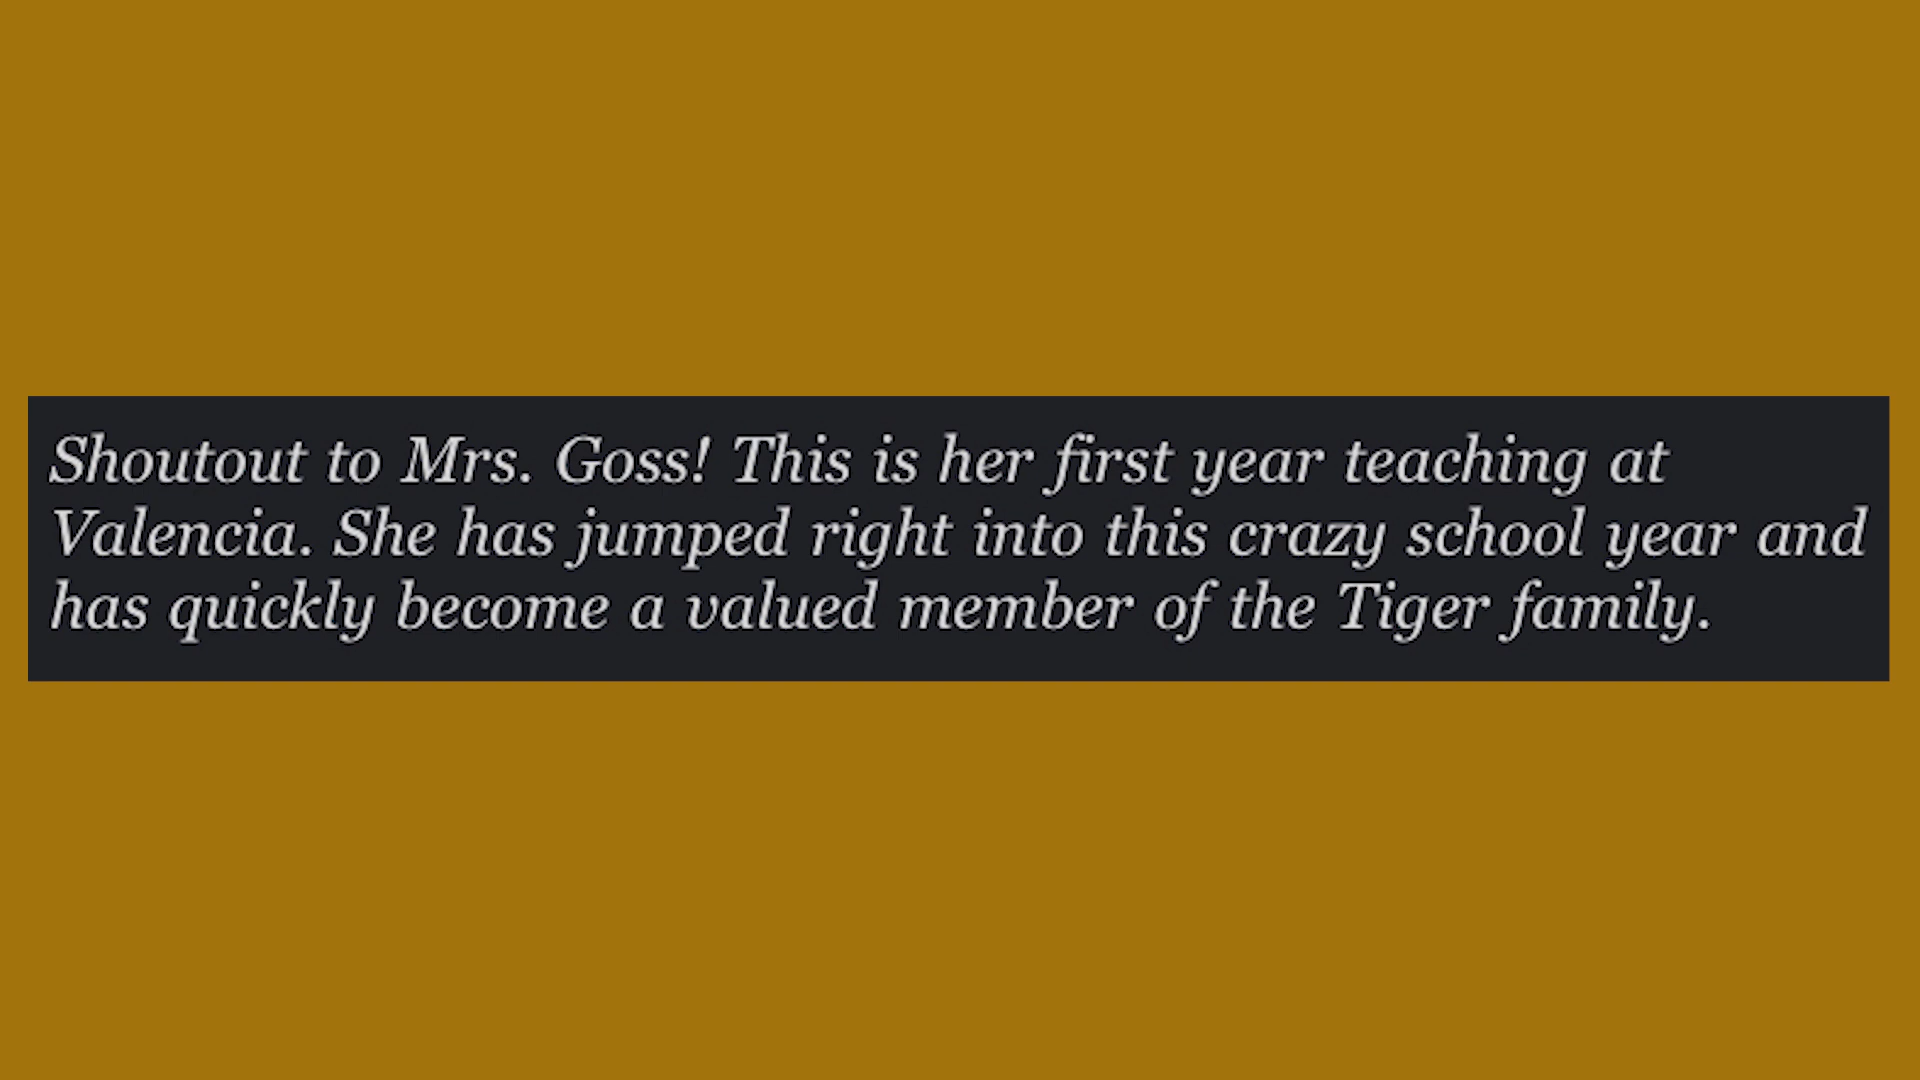 Shoutout to Mrs. Goss! This is her first year teaching at
Valencia. She has jumped right into this crazy school year and
has quickly become a valued member of the Tiger family.